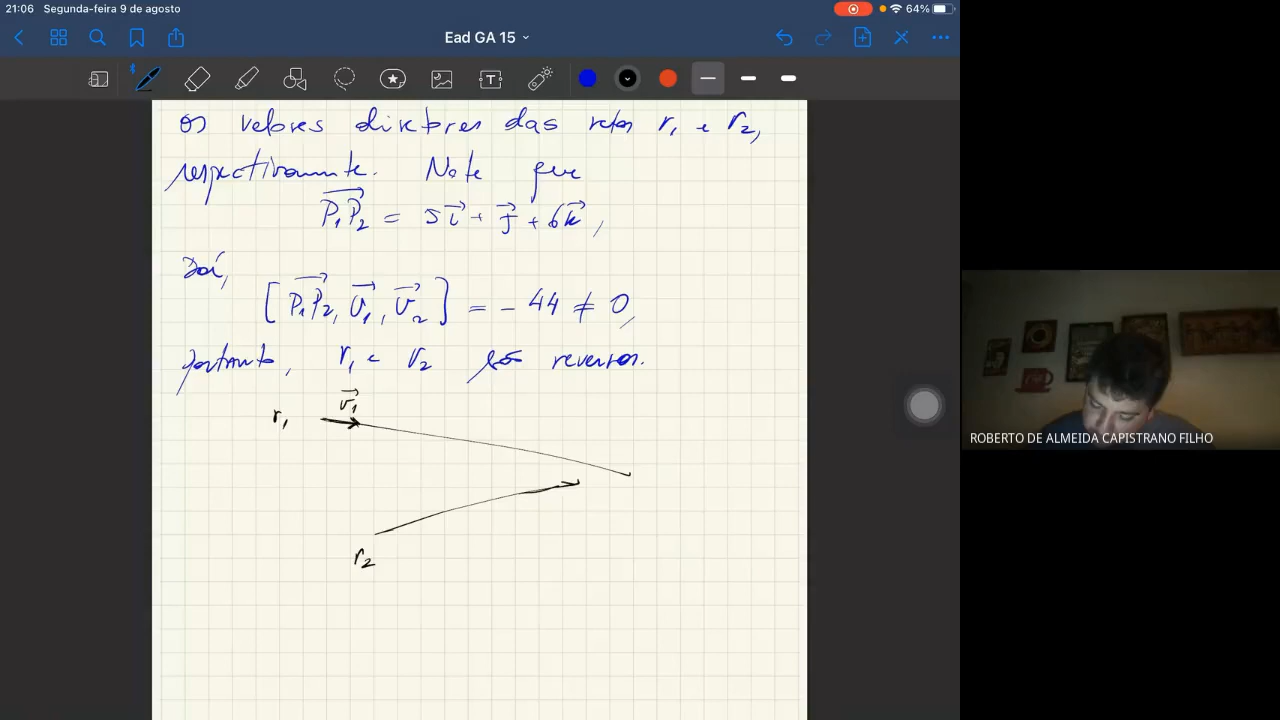 21:06 Segunda-feira 9 de agosto 64%
Ead GA 15
T
os vetores diretores das retas r₁ e r₂,
respectivamente. Note que
P₁P₂ = 5i + j + 6k,
Daí,
[P₁P₂, v₁, v₂] = - 44 ≠ 0,
portanto, r₁ e r₂ são reversas.
v₁
r₁
r₂
ROBERTO DE ALMEIDA CAPISTRANO FILHO